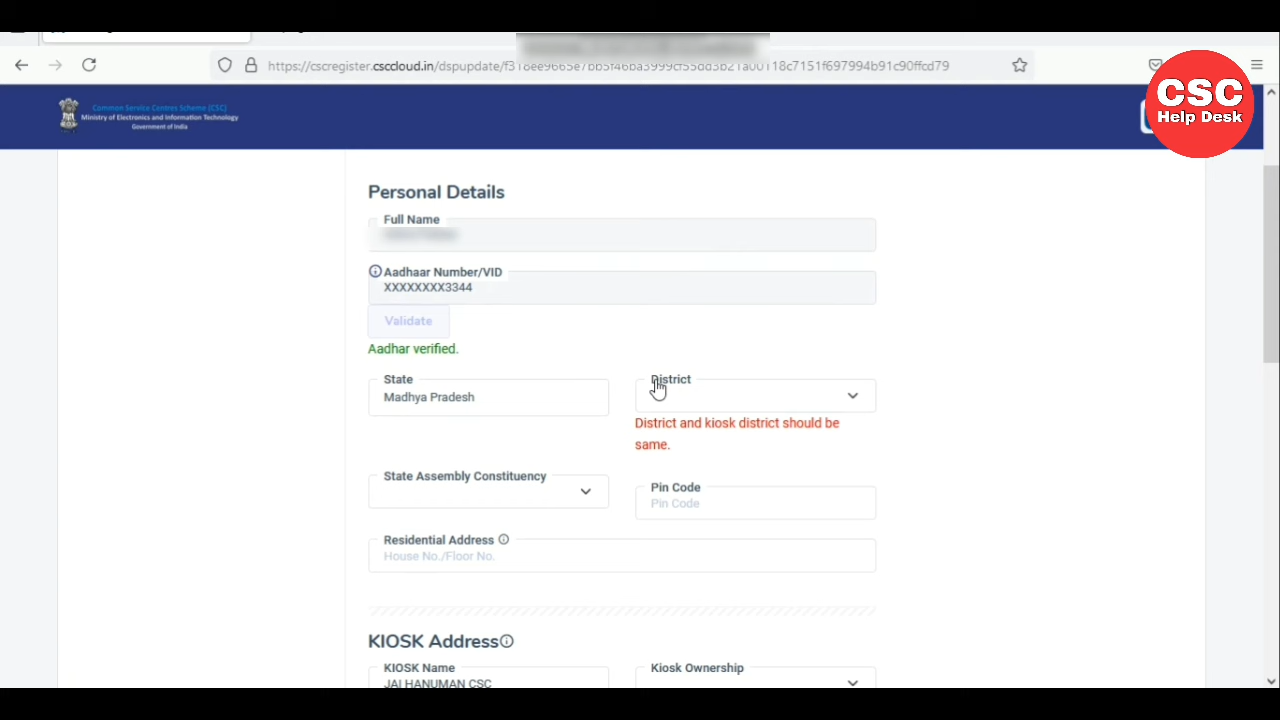 https://cscregister.csccloud.in/dspupdate/f318ee9665e7bb5f46ba3999cf55dd3b21a00118c7151f697994b91c90ffcd79
Common Service Centres Scheme (CSC)
Ministry of Electronics and Information Technology
Government of India
CSC
Help Desk
Personal Details
Full Name
Aadhaar Number/VID
XXXXXXXX3344
Validate
Aadhar verified.
State
District
Madhya Pradesh
District and kiosk district should be
same.
State Assembly Constituency
Pin Code
Pin Code
Residential Address
House No./Floor No.
KIOSK Address
KIOSK Name
Kiosk Ownership
JAI HANUMAN CSC